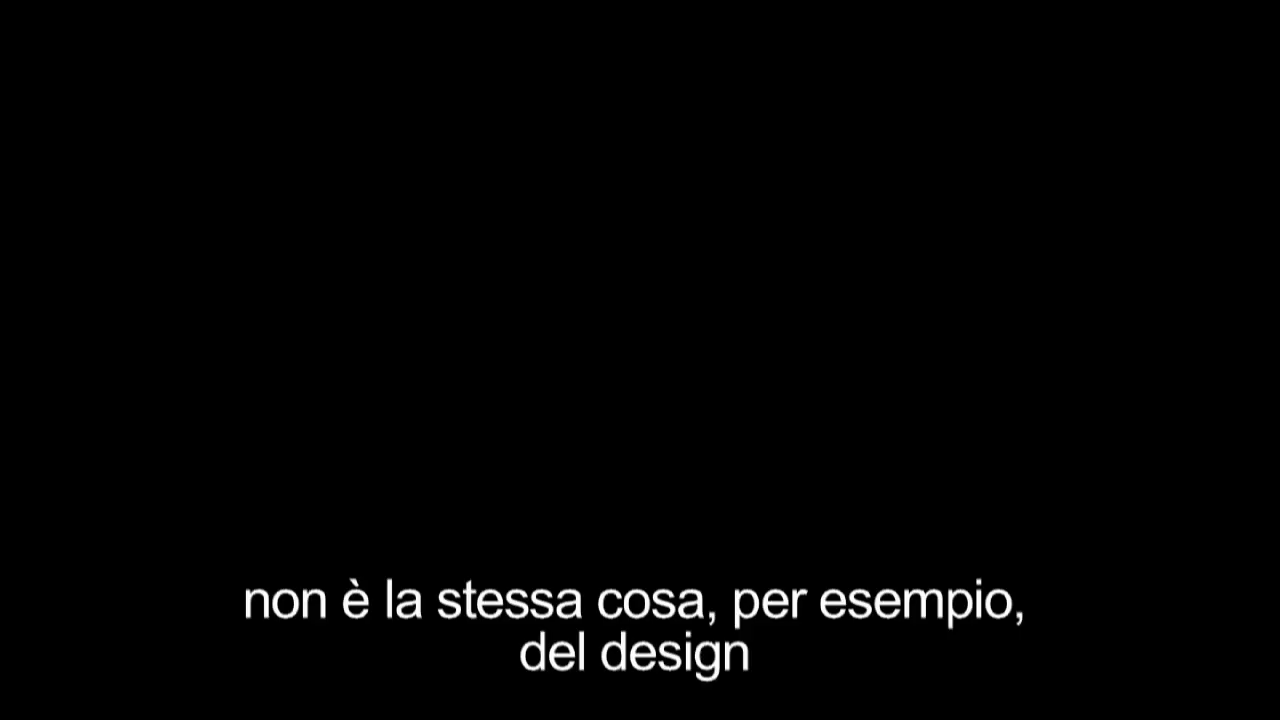 non è la stessa cosa, per esempio,
del design